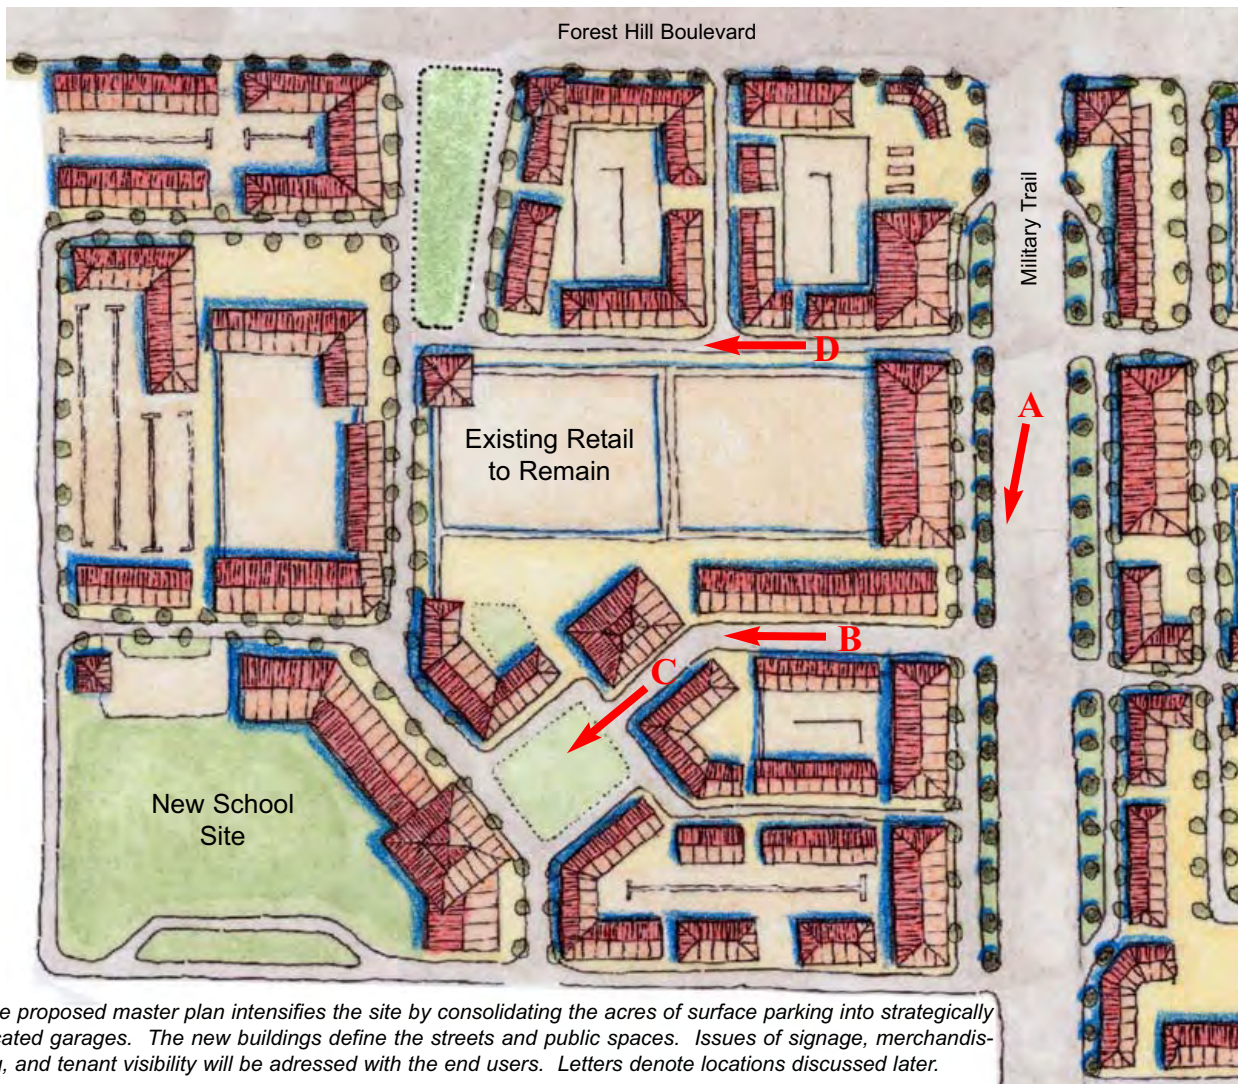 Forest Hill Boulevard
Military Trail
D
A
Existing Retail
to Remain
B
C
New School
Site
e proposed master plan intensifies the site by consolidating the acres of surface parking into strategically
cated garages. The new buildings define the streets and public spaces. Issues of signage, merchandis-
, and tenant visibility will be adressed with the end users. Letters denote locations discussed later.